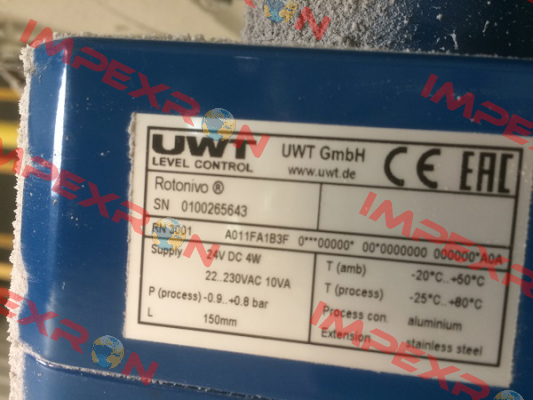 UWT
LEVEL CONTROL
UWT GmbH
www.uwt.de
CE EAC
Rotonivo ®
SN 0100265643
RN 3001 A011FA1B3F 0***00000* 00*0000000 000000*A0A
Supply 24V DC 4W
22..230VAC 10VA
P (process) -0.9..+0.8 bar
L 150mm
T (amb) -20°C..+60°C
T (process) -25°C..+80°C
Process con. aluminium
Extension stainless steel
IMPEXRON
IMPEXRON
IMPEXRON
IMPEXRON
IMPEXRON